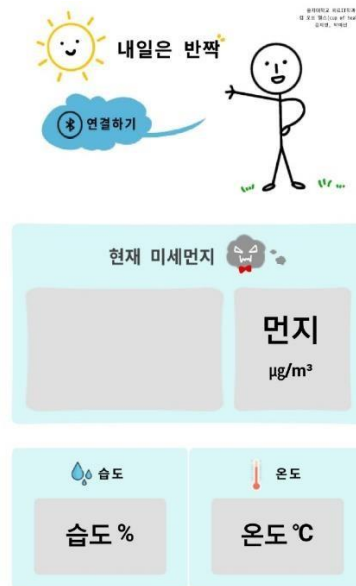 내일은 반짝
연결하기
현재 미세먼지
먼지
µg/m³
습도
온도
습도 %
온도 ℃